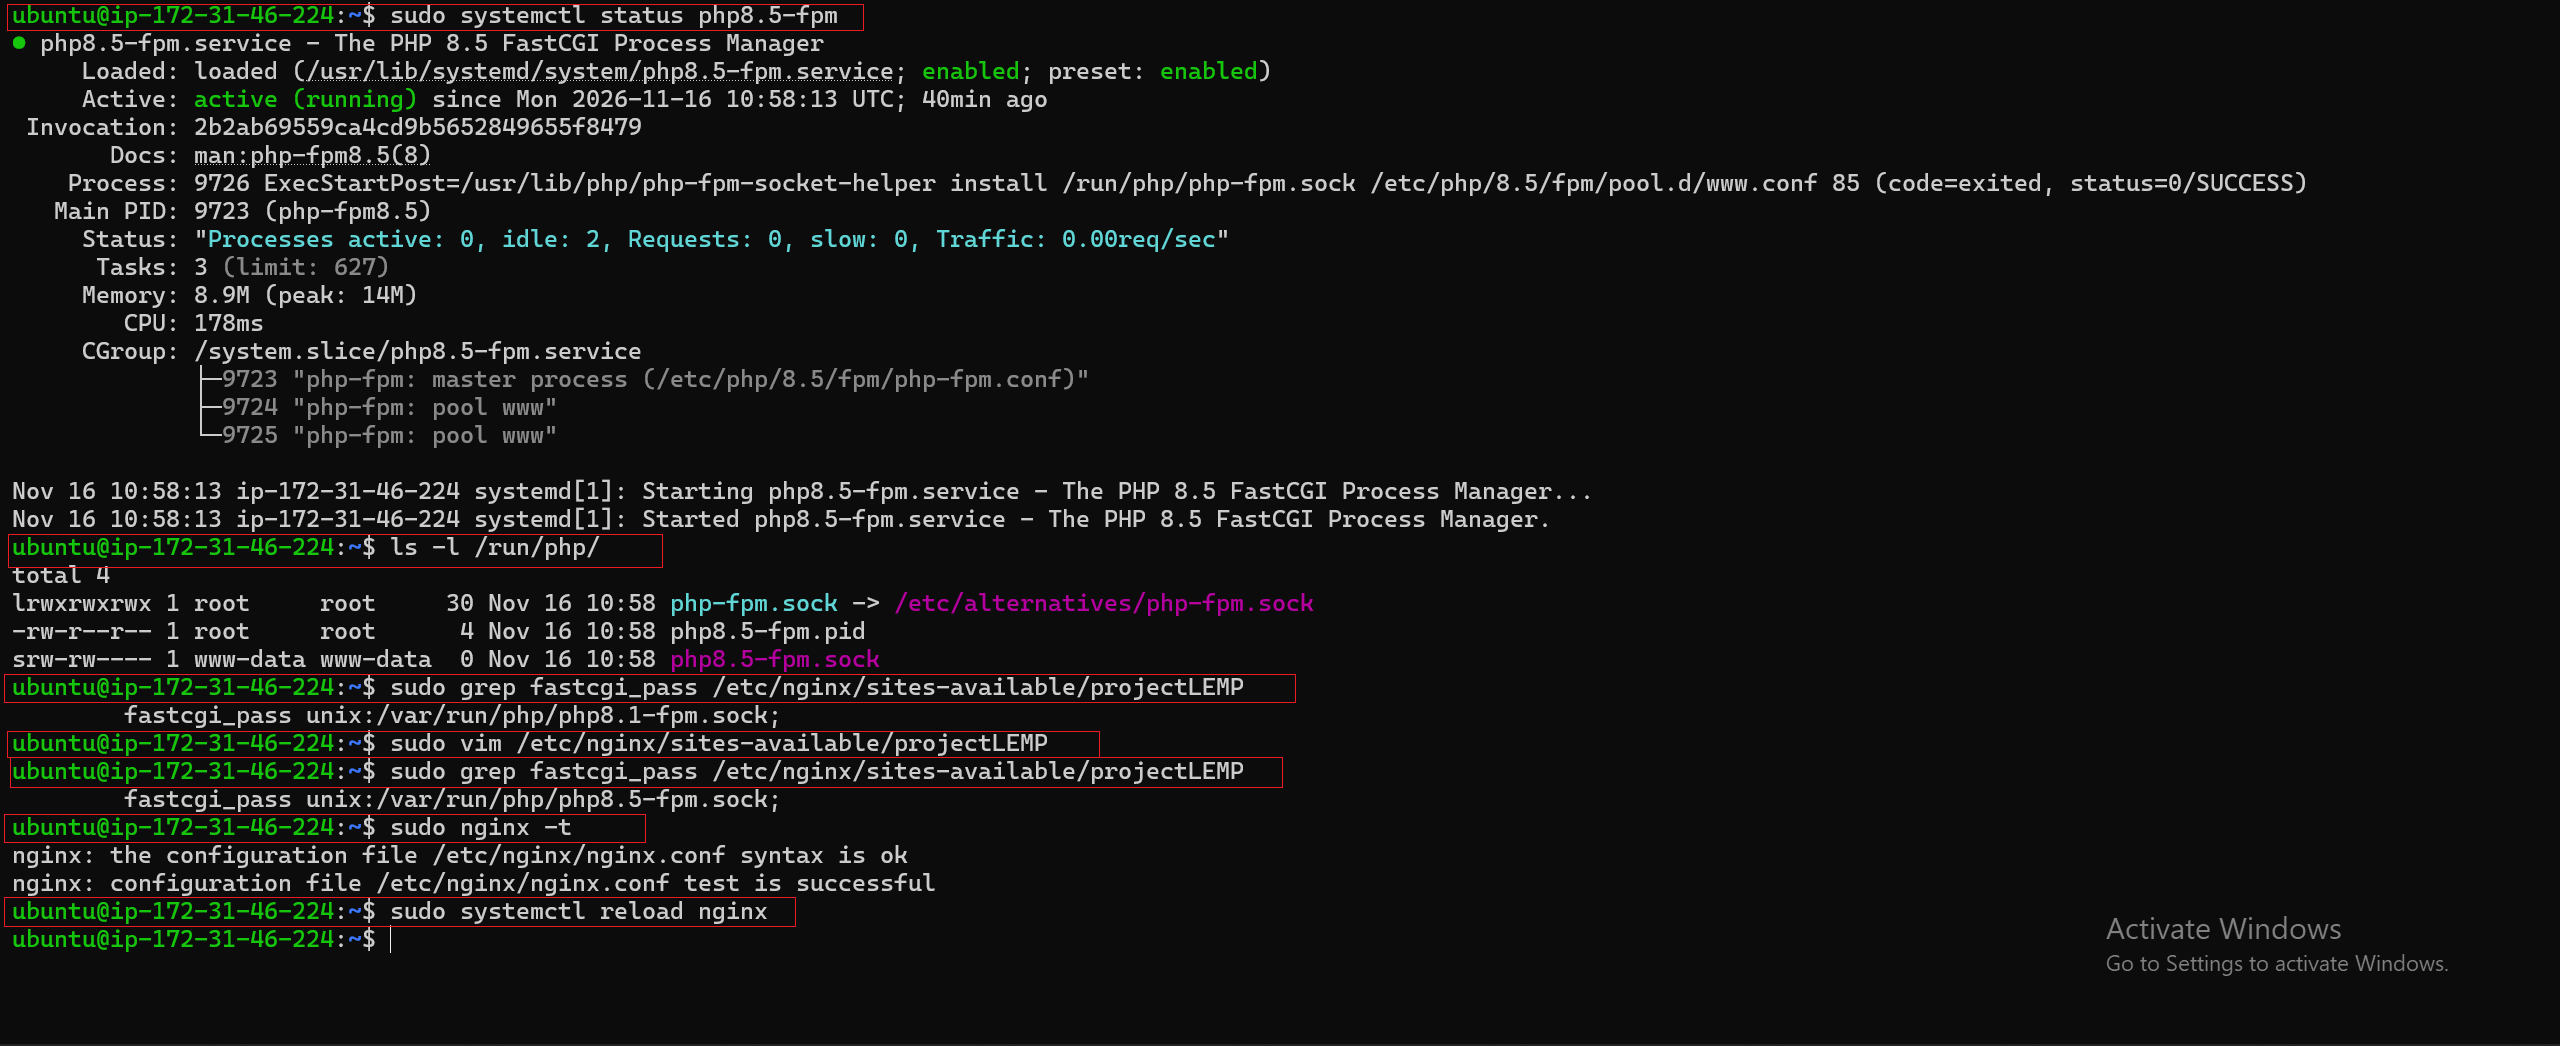 ubuntu@ip-172-31-46-224:~$ sudo systemctl status php8.5-fpm
● php8.5-fpm.service - The PHP 8.5 FastCGI Process Manager
     Loaded: loaded (/usr/lib/systemd/system/php8.5-fpm.service; enabled; preset: enabled)
     Active: active (running) since Mon 2026-11-16 10:58:13 UTC; 40min ago
 Invocation: 2b2ab69559ca4cd9b5652849655f8479
       Docs: man:php-fpm8.5(8)
    Process: 9726 ExecStartPost=/usr/lib/php/php-fpm-socket-helper install /run/php/php-fpm.sock /etc/php/8.5/fpm/pool.d/www.conf 85 (code=exited, status=0/SUCCESS)
   Main PID: 9723 (php-fpm8.5)
     Status: "Processes active: 0, idle: 2, Requests: 0, slow: 0, Traffic: 0.00req/sec"
      Tasks: 3 (limit: 627)
     Memory: 8.9M (peak: 14M)
        CPU: 178ms
     CGroup: /system.slice/php8.5-fpm.service
             ├─9723 "php-fpm: master process (/etc/php/8.5/fpm/php-fpm.conf)"
             ├─9724 "php-fpm: pool www"
             └─9725 "php-fpm: pool www"
Nov 16 10:58:13 ip-172-31-46-224 systemd[1]: Starting php8.5-fpm.service - The PHP 8.5 FastCGI Process Manager...
Nov 16 10:58:13 ip-172-31-46-224 systemd[1]: Started php8.5-fpm.service - The PHP 8.5 FastCGI Process Manager.
ubuntu@ip-172-31-46-224:~$ ls -l /run/php/
total 4
lrwxrwxrwx 1 root     root     30 Nov 16 10:58 php-fpm.sock -> /etc/alternatives/php-fpm.sock
-rw-r--r-- 1 root     root      4 Nov 16 10:58 php8.5-fpm.pid
srw-rw---- 1 www-data www-data  0 Nov 16 10:58 php8.5-fpm.sock
ubuntu@ip-172-31-46-224:~$ sudo grep fastcgi_pass /etc/nginx/sites-available/projectLEMP
        fastcgi_pass unix:/var/run/php/php8.1-fpm.sock;
ubuntu@ip-172-31-46-224:~$ sudo vim /etc/nginx/sites-available/projectLEMP
ubuntu@ip-172-31-46-224:~$ sudo grep fastcgi_pass /etc/nginx/sites-available/projectLEMP
        fastcgi_pass unix:/var/run/php/php8.5-fpm.sock;
ubuntu@ip-172-31-46-224:~$ sudo nginx -t
nginx: the configuration file /etc/nginx/nginx.conf syntax is ok
nginx: configuration file /etc/nginx/nginx.conf test is successful
ubuntu@ip-172-31-46-224:~$ sudo systemctl reload nginx
ubuntu@ip-172-31-46-224:~$
Activate Windows
Go to Settings to activate Windows.